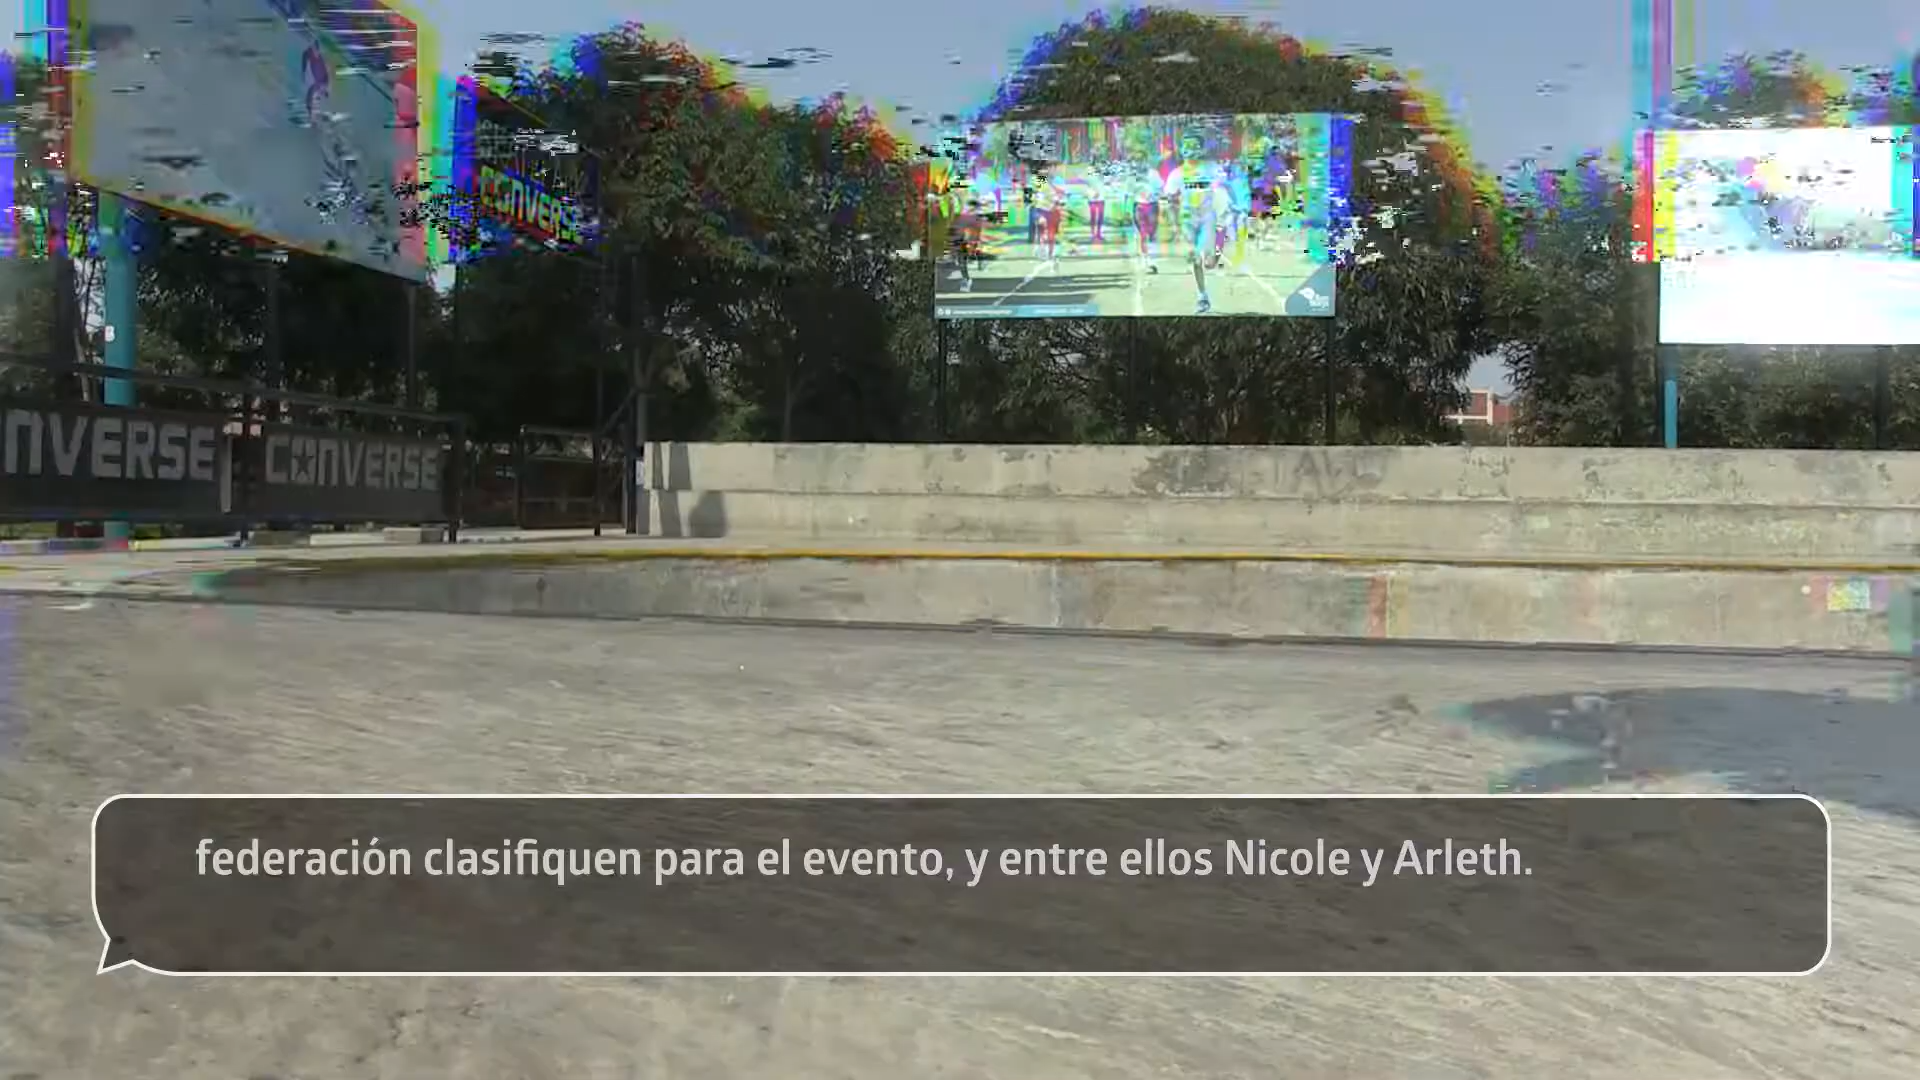 CONVERSE
NVERSE
CONVERSE
federación clasifiquen para el evento, y entre ellos Nicole y Arleth.